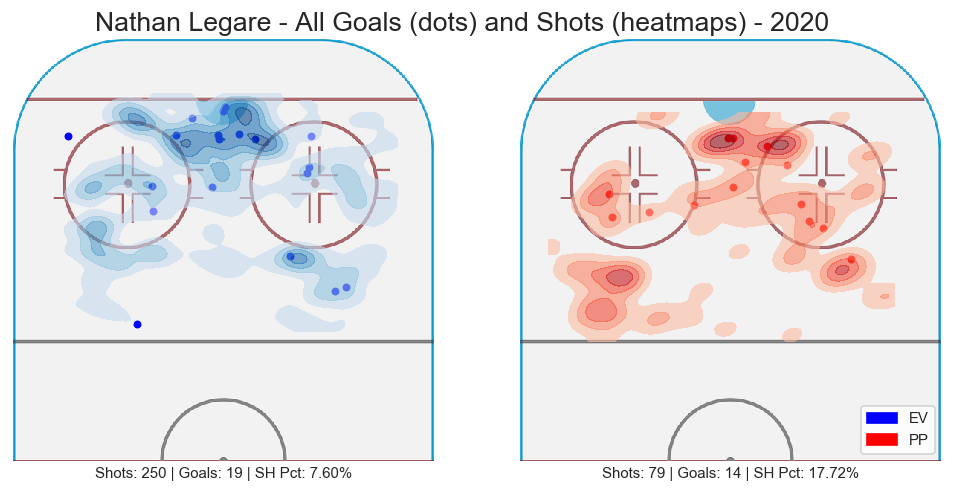 Nathan Legare - All Goals (dots) and Shots (heatmaps) - 2020
EV
PP
Shots: 250 | Goals: 19 | SH Pct: 7.60%
Shots: 79 | Goals: 14 | SH Pct: 17.72%